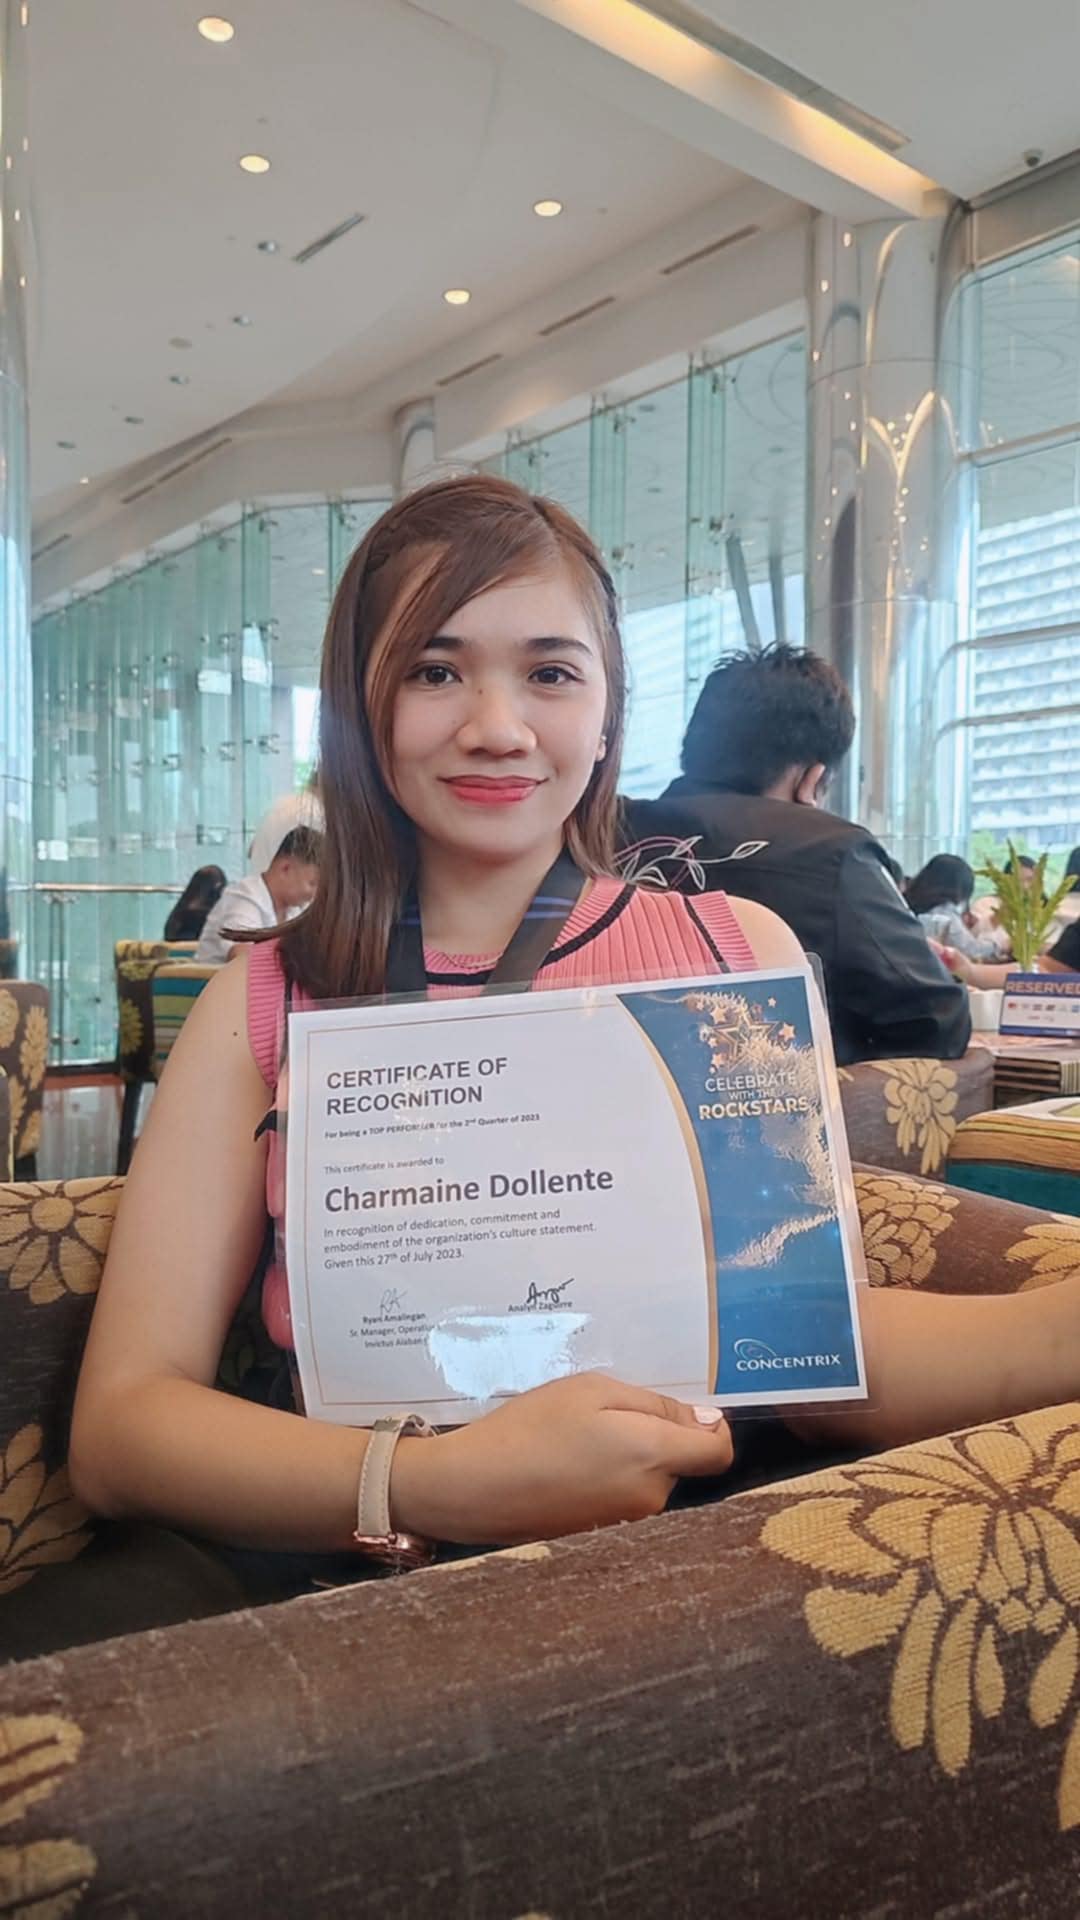 CERTIFICATE OF
RECOGNITION
For being a TOP PERFORMER for the 2nd Quarter of 2023
This certificate is awarded to
Charmaine Dollente
In recognition of dedication, commitment and
embodiment of the organization's culture statement.
Given this 27th of July 2023.
Ryan Amalingan
Sr. Manager, Operations
Invictus Alabang
Analyn Zaguirre
CELEBRATE
WITH THE
ROCKSTARS
CONCENTRIX
RESERVED